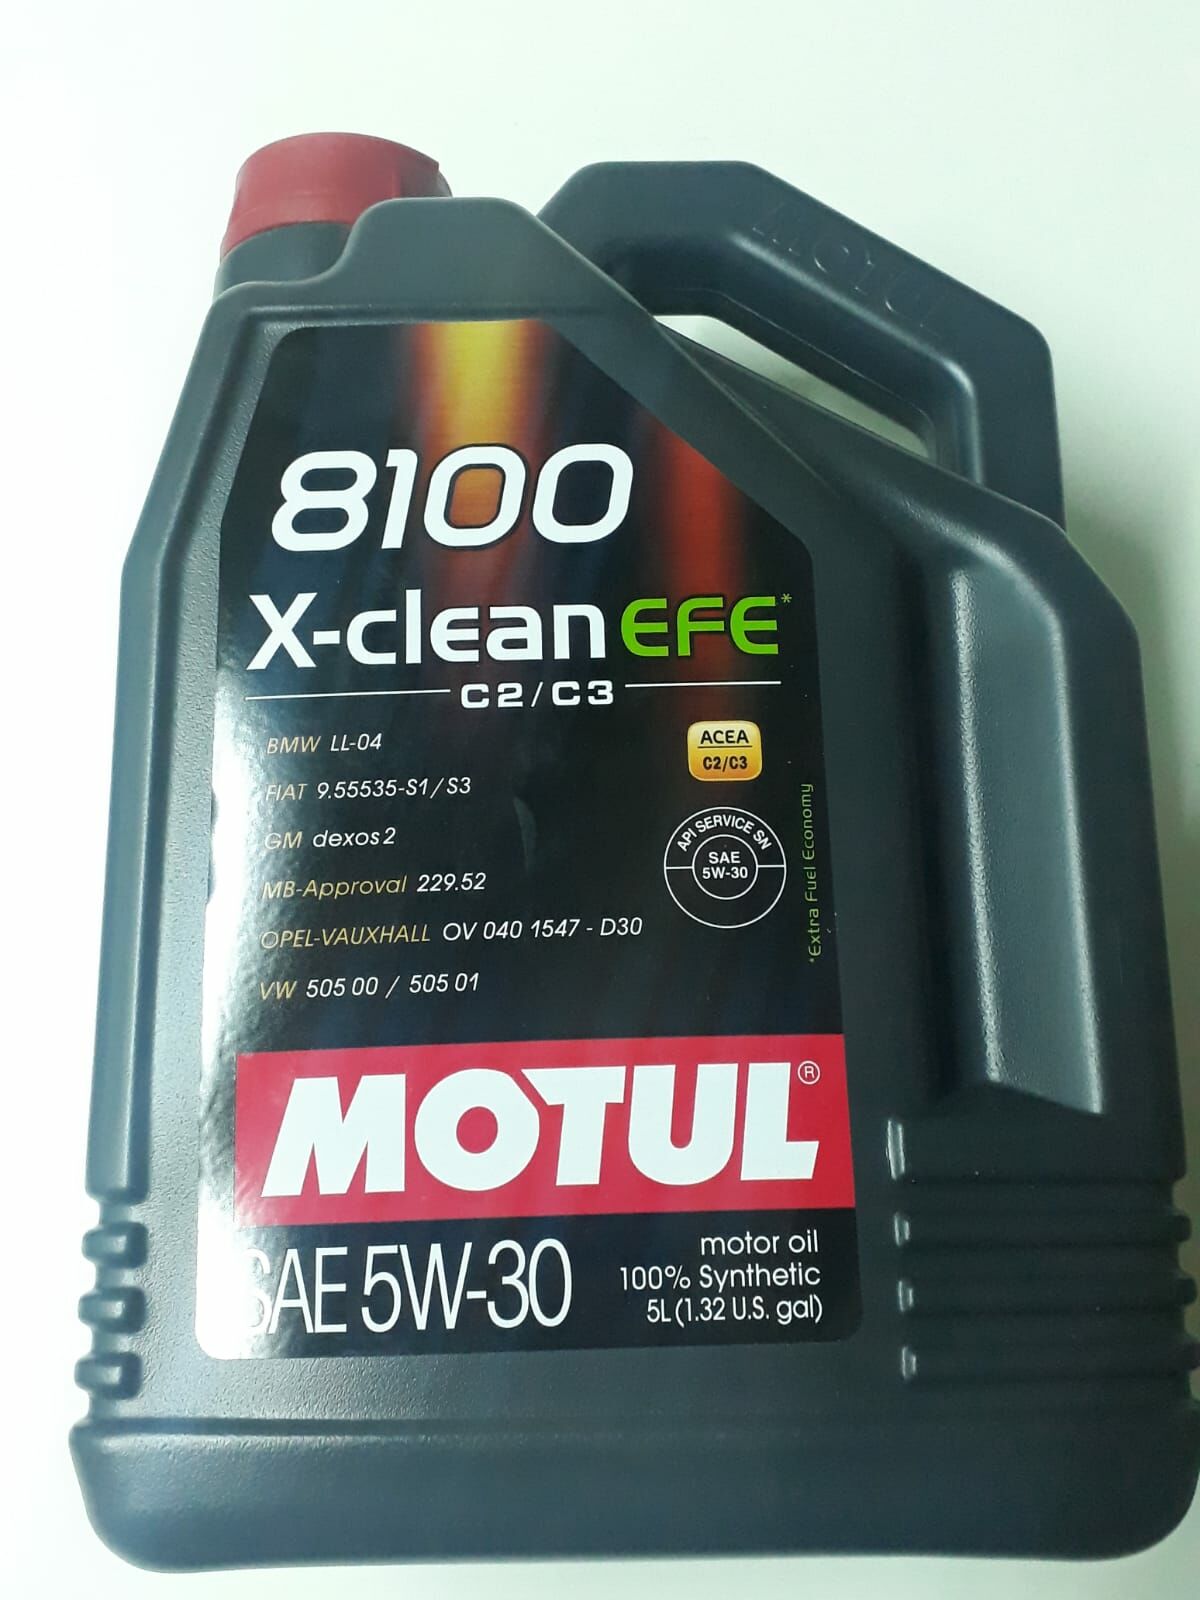 MOTUL
8100
X-clean EFE*
C2/C3
BMW LL-04
FIAT 9.55535-S1/S3
GM dexos2
MB-Approval 229.52
OPEL-VAUXHALL OV 040 1547 - D30
VW 505 00 / 505 01
ACEA
C2/C3
API SERVICE SN
SAE
5W-30
*Extra Fuel Economy
MOTUL®
SAE 5W-30
motor oil
100% Synthetic
5L (1.32 U.S. gal)